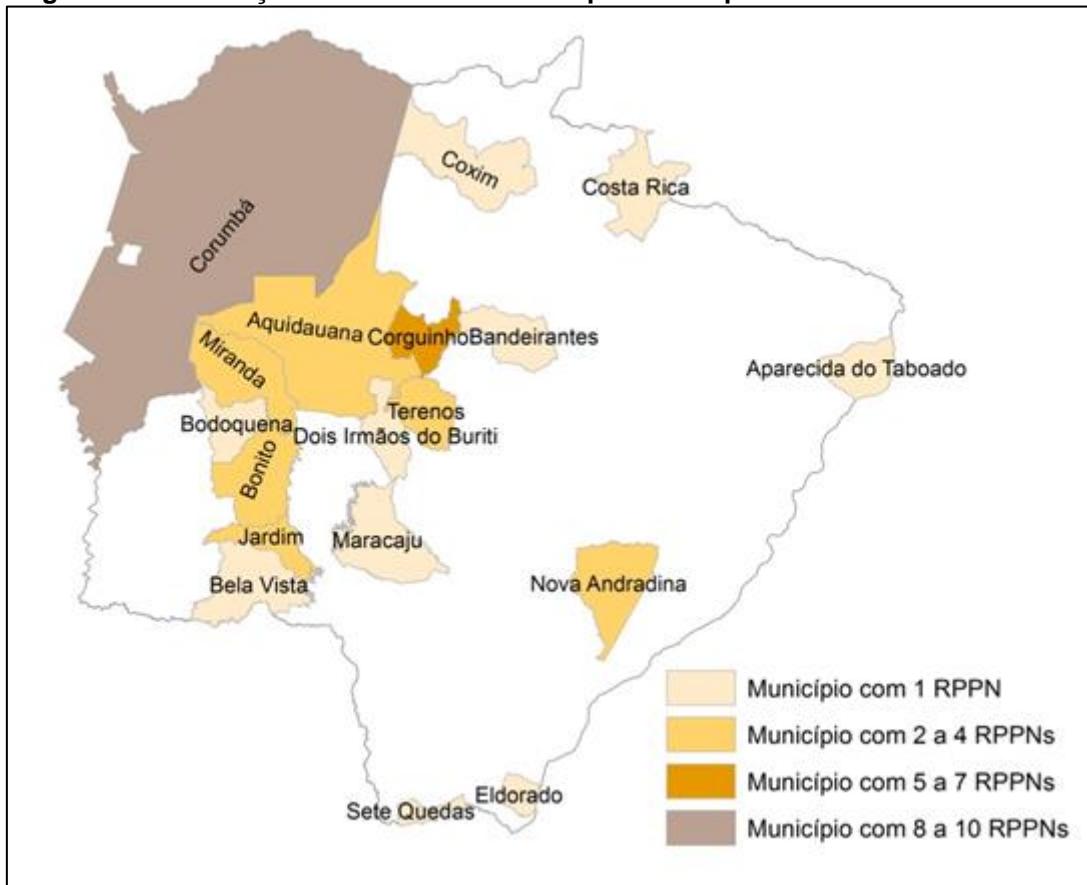 Coxim
Costa Rica
Corumbá
Aquidauana
Corguinho
Bandeirantes
Miranda
Aparecida do Taboado
Terenos
Bodoquena
Dois Irmãos do Buriti
Bonito
Jardim
Maracaju
Bela Vista
Nova Andradina
Município com 1 RPPN
Município com 2 a 4 RPPNs
Município com 5 a 7 RPPNs
Município com 8 a 10 RPPNs
Eldorado
Sete Quedas